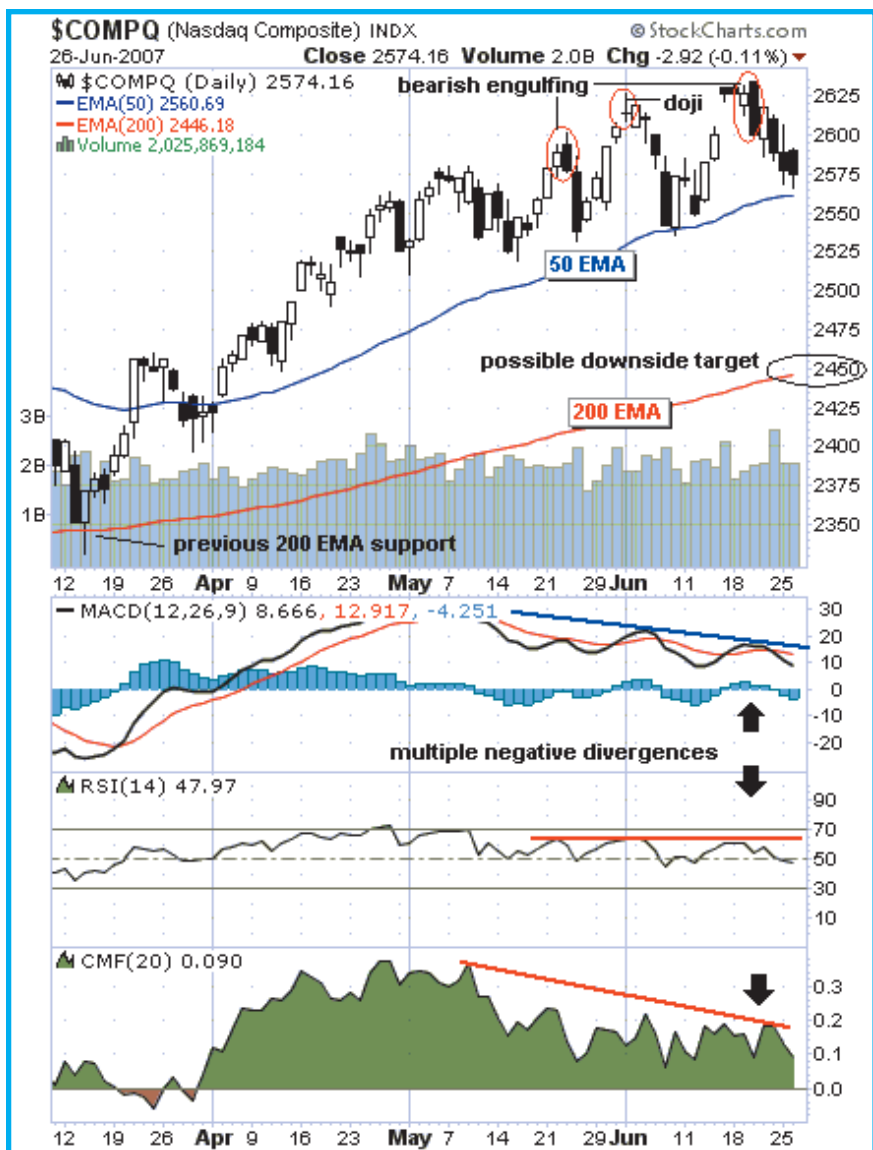 $COMPQ (Nasdaq Composite) INDX © StockCharts.com
26-Jun-2007 Close 2574.16 Volume 2.0B Chg -2.92 (-0.11%)
$COMPQ (Daily) 2574.16
EMA(50) 2560.69
EMA(200) 2446.18
Volume 2,025,869,184
bearish engulfing
doji
2625
2600
2575
2550
2525
2500
2475
2450
2425
2400
2375
2350
50 EMA
possible downside target
200 EMA
3B
2B
1B
previous 200 EMA support
12 19 26 Apr 9 16 23 May 7 14 21 29 Jun 11 18 25
MACD(12,26,9) 8.666, 12.917, -4.251
30
20
10
0
-10
-20
multiple negative divergences
RSI(14) 47.97
90
70
50
30
10
CMF(20) 0.090
0.3
0.2
0.1
0.0
12 19 26 Apr 9 16 23 May 7 14 21 29 Jun 11 18 25